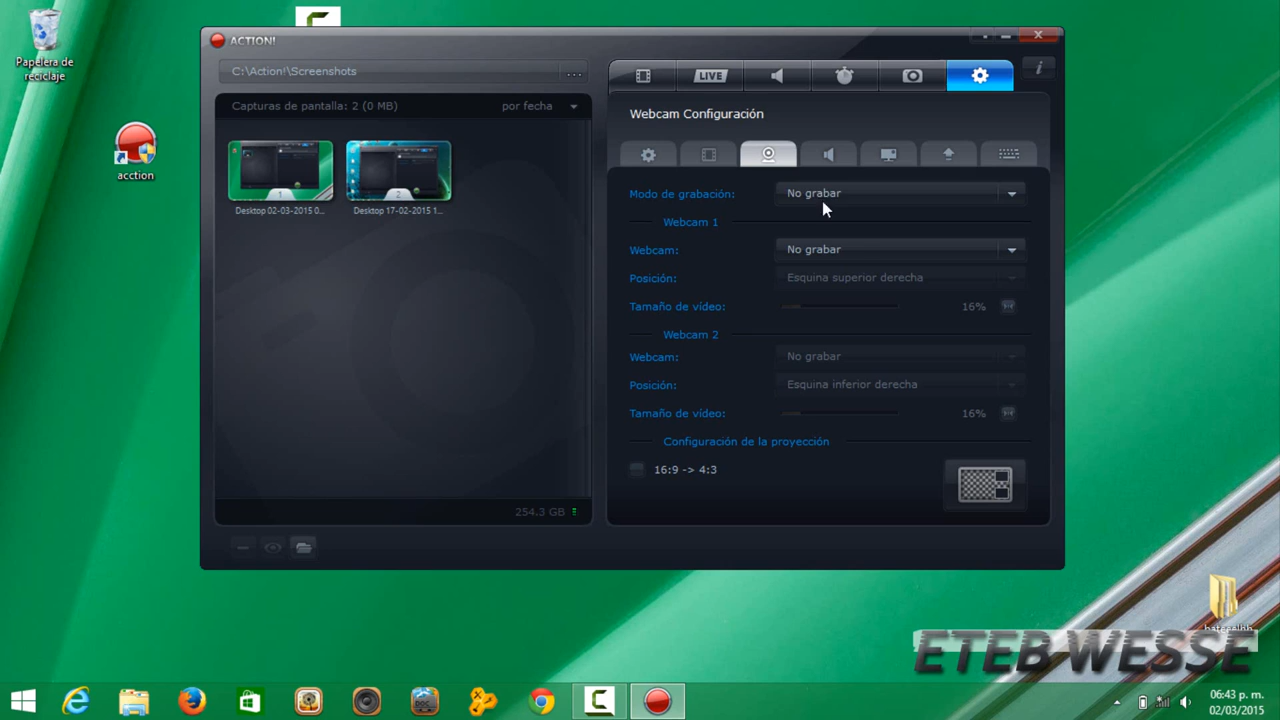 Papelera de
reciclaje
acction
ACTION!
C:\Action!\Screenshots
...
Capturas de pantalla: 2 (0 MB)
por fecha
1
Desktop 02-03-2015 0...
2
Desktop 17-02-2015 1...
254.3 GB
LIVE
i
Webcam Configuración
Modo de grabación:
No grabar
Webcam 1
Webcam:
No grabar
Posición:
Esquina superior derecha
Tamaño de vídeo:
16%
Webcam 2
Webcam:
No grabar
Posición:
Esquina inferior derecha
Tamaño de vídeo:
16%
Configuración de la proyección
16:9 -> 4:3
ETEB WESSE
DOC
06:43 p. m.
02/03/2015